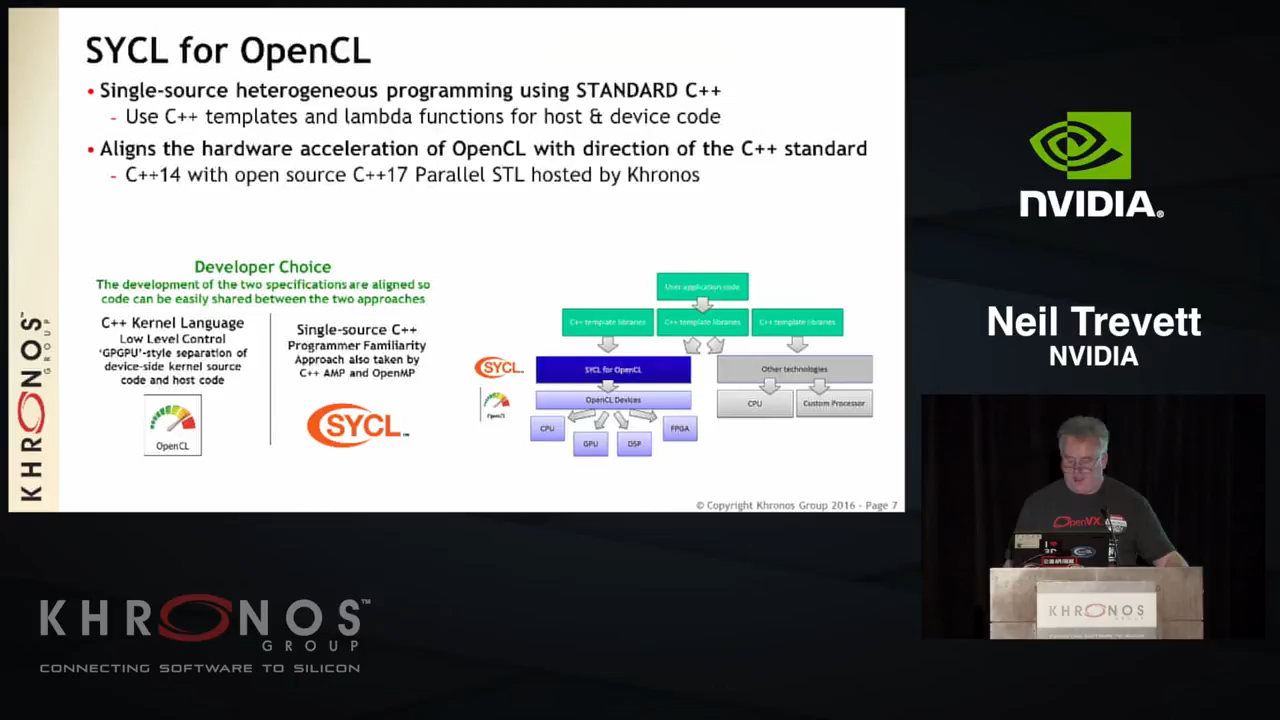 SYCL for OpenCL
• Single-source heterogeneous programming using STANDARD C++
- Use C++ templates and lambda functions for host & device code
• Aligns the hardware acceleration of OpenCL with direction of the C++ standard
- C++14 with open source C++17 Parallel STL hosted by Khronos
Developer Choice
The development of the two specifications are aligned so
code can be easily shared between the two approaches
C++ Kernel Language
Low Level Control
'GPGPU'-style separation of
device-side kernel source
code and host code
OpenCL
Single-source C++
Programmer Familiarity
Approach also taken by
C++ AMP and OpenMP
SYCL™
User application code
C++ template libraries
C++ template libraries
C++ template libraries
SYCL
SYCL for OpenCL
Other technologies
OpenCL
OpenCL Devices
CPU
Custom Processor
CPU
GPU
DSP
FPGA
© Copyright Khronos Group 2016 - Page 7
KHRONOS™
GROUP
NVIDIA®
Neil Trevett
NVIDIA
OpenVX
KHRONOS
GROUP
KHRONOS™
GROUP
CONNECTING SOFTWARE TO SILICON